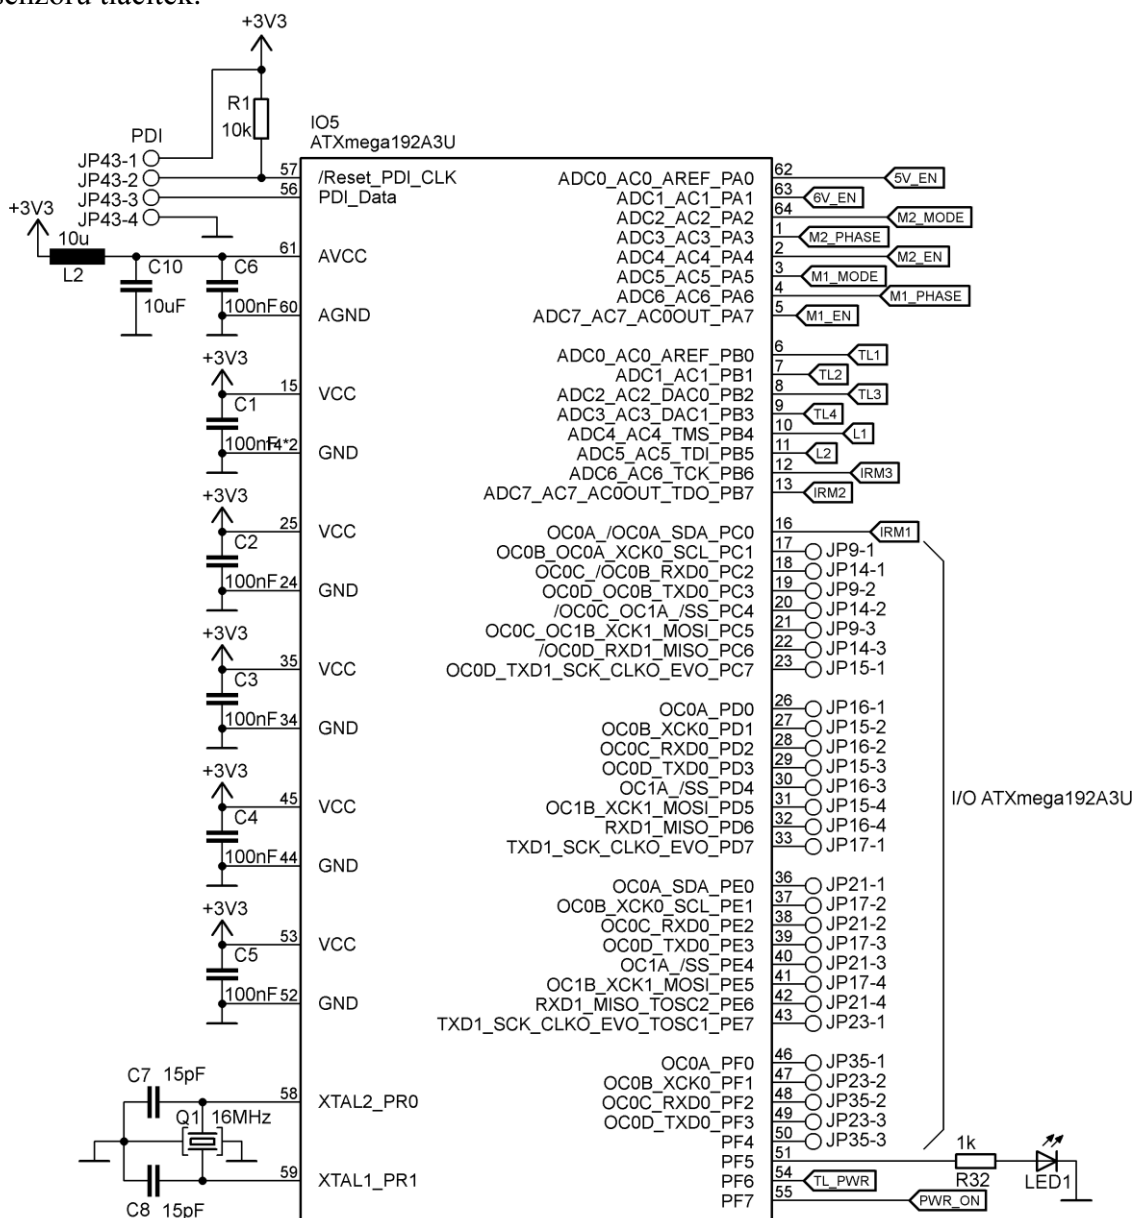 senzorů tlačítek.
+3V3
R1
10k
IO5
ATXmega192A3U
PDI
JP43-1
JP43-2
JP43-3
JP43-4
57 /Reset_PDI_CLK
56 PDI_Data
+3V3
10u
L2
C10
10uF
C6
100nF
61 AVCC
60 AGND
+3V3
15 VCC
C1
100nF 14*2 GND
+3V3
25 VCC
C2
100nF 24 GND
+3V3
35 VCC
C3
100nF 34 GND
+3V3
45 VCC
C4
100nF 44 GND
+3V3
53 VCC
C5
100nF 52 GND
C7 15pF
58 XTAL2_PR0
Q1 16MHz
59 XTAL1_PR1
C8 15pF
ADC0_AC0_AREF_PA0 62 5V_EN
ADC1_AC1_PA1 63 6V_EN
ADC2_AC2_PA2 64 M2_MODE
ADC3_AC3_PA3 1 M2_PHASE
ADC4_AC4_PA4 2 M2_EN
ADC5_AC5_PA5 3 M1_MODE
ADC6_AC6_PA6 4 M1_PHASE
ADC7_AC7_AC0OUT_PA7 5 M1_EN
ADC0_AC0_AREF_PB0 6 TL1
ADC1_AC1_PB1 7 TL2
ADC2_AC2_DAC0_PB2 8 TL3
ADC3_AC3_DAC1_PB3 9 TL4
ADC4_AC4_TMS_PB4 10 L1
ADC5_AC5_TDI_PB5 11 L2
ADC6_AC6_TCK_PB6 12 IRM3
ADC7_AC7_AC0OUT_TDO_PB7 13 IRM2
OC0A_/OC0A_SDA_PC0 16 IRM1
OC0B_OC0A_XCK0_SCL_PC1 17 JP9-1
OC0C_/OC0B_RXD0_PC2 18 JP14-1
OC0D_OC0B_TXD0_PC3 19 JP9-2
/OC0C_OC1A_/SS_PC4 20 JP14-2
OC0C_OC1B_XCK1_MOSI_PC5 21 JP9-3
/OC0D_RXD1_MISO_PC6 22 JP14-3
OC0D_TXD1_SCK_CLKO_EVO_PC7 23 JP15-1
OC0A_PD0 26 JP16-1
OC0B_XCK0_PD1 27 JP15-2
OC0C_RXD0_PD2 28 JP16-2
OC0D_TXD0_PD3 29 JP15-3
OC1A_/SS_PD4 30 JP16-3
OC1B_XCK1_MOSI_PD5 31 JP15-4
RXD1_MISO_PD6 32 JP16-4
TXD1_SCK_CLKO_EVO_PD7 33 JP17-1
I/O ATXmega192A3U
OC0A_SDA_PE0 36 JP21-1
OC0B_XCK0_SCL_PE1 37 JP17-2
OC0C_RXD0_PE2 38 JP21-2
OC0D_TXD0_PE3 39 JP17-3
OC1A_/SS_PE4 40 JP21-3
OC1B_XCK1_MOSI_PE5 41 JP17-4
RXD1_MISO_TOSC2_PE6 42 JP21-4
TXD1_SCK_CLKO_EVO_TOSC1_PE7 43 JP23-1
OC0A_PF0 46 JP35-1
OC0B_XCK0_PF1 47 JP23-2
OC0C_RXD0_PF2 48 JP35-2
OC0D_TXD0_PF3 49 JP23-3
PF4 50 JP35-3
PF5 51
1k
R32
LED1
PF6 54 TL_PWR
PF7 55 PWR_ON